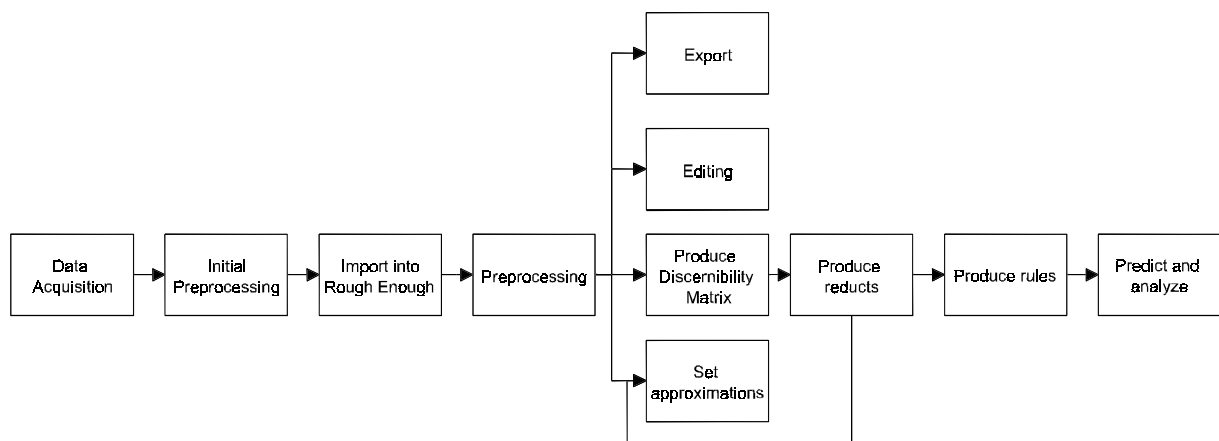 Export
Editing
Data
Acquisition
Initial
Preprocessing
Import into
Rough Enough
Preprocessing
Produce
Discernibility
Matrix
Produce
reducts
Produce rules
Predict and
analyze
Set
approximations